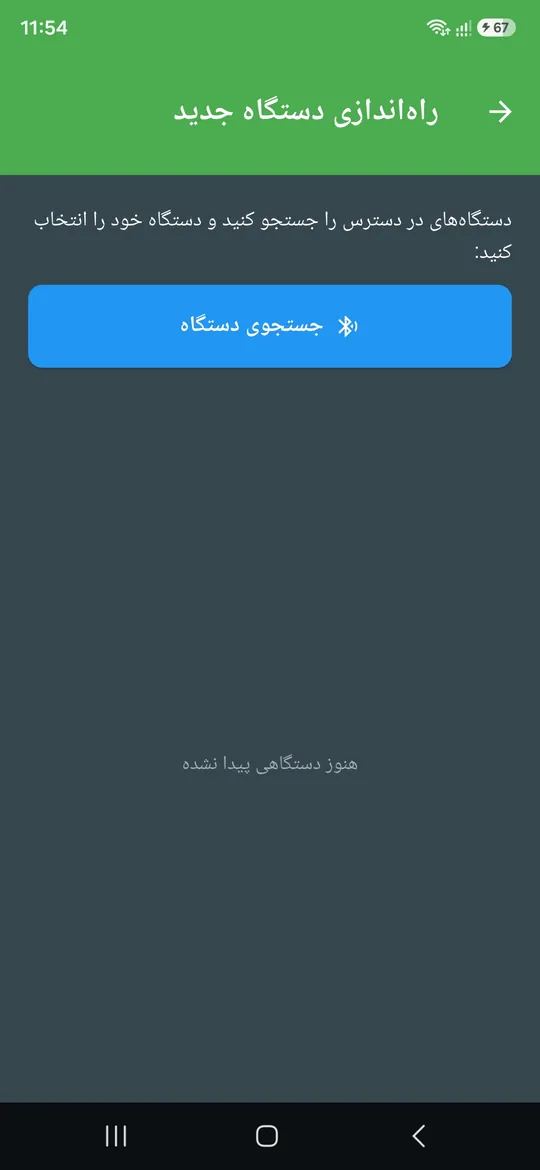 11:54
67
راه‌اندازی دستگاه جدید
دستگاه‌های در دسترس را جستجو کنید و دستگاه خود را انتخاب
کنید:
جستجوی دستگاه
هنوز دستگاهی پیدا نشده